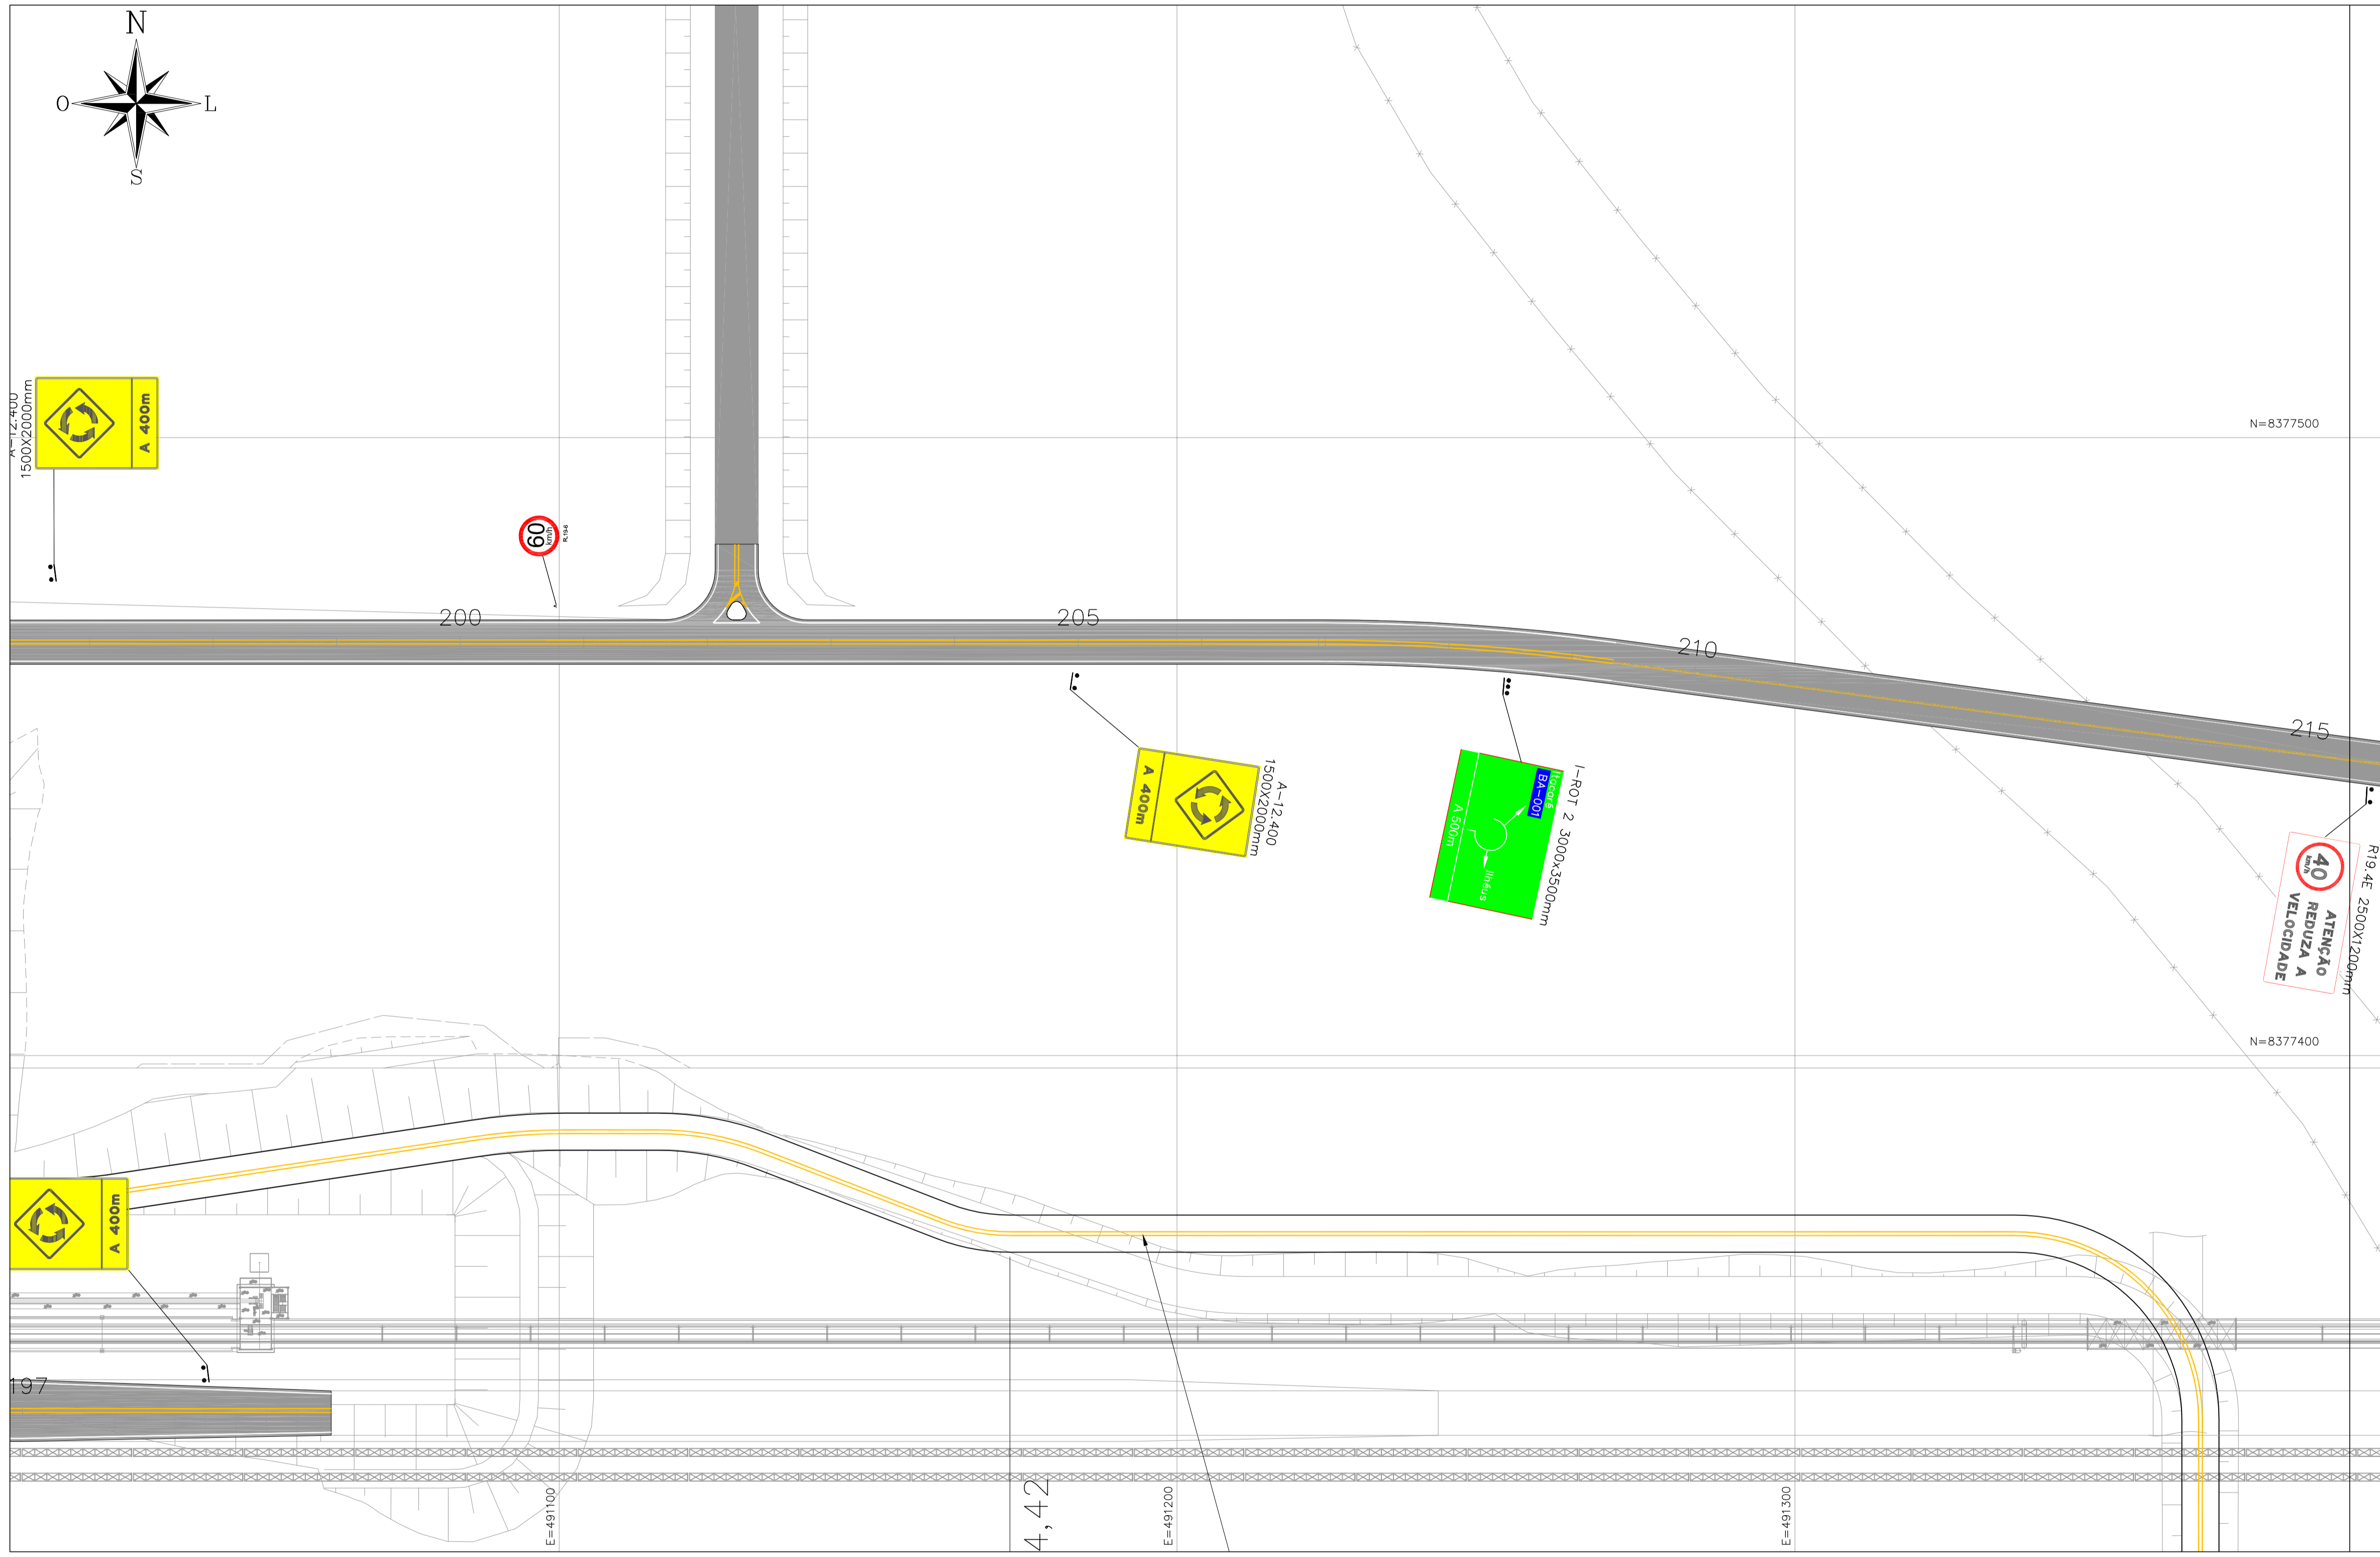 N
O
L
S
A-12.400
1500X2000mm
A 400m
60
km/h
R.19-6
N=8377500
200
205
210
215
A-12.400
1500X2000mm
A 400m
I-ROT 2 3000x3500mm
Itacaré
BA-001
Ilhéus
A 500m
R19.4E 2500X1200mm
40
km/h
ATENÇÃO
REDUZA A
VELOCIDADE
N=8377400
A 400m
197
E=491100
4,42
E=491200
E=491300